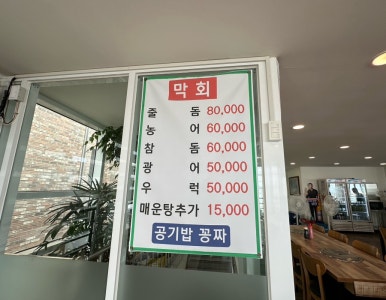 막회
줄 돔 80,000
농 어 60,000
참 돔 60,000
광 어 50,000
우 럭 50,000
매운탕추가 15,000
공기밥 꽁짜